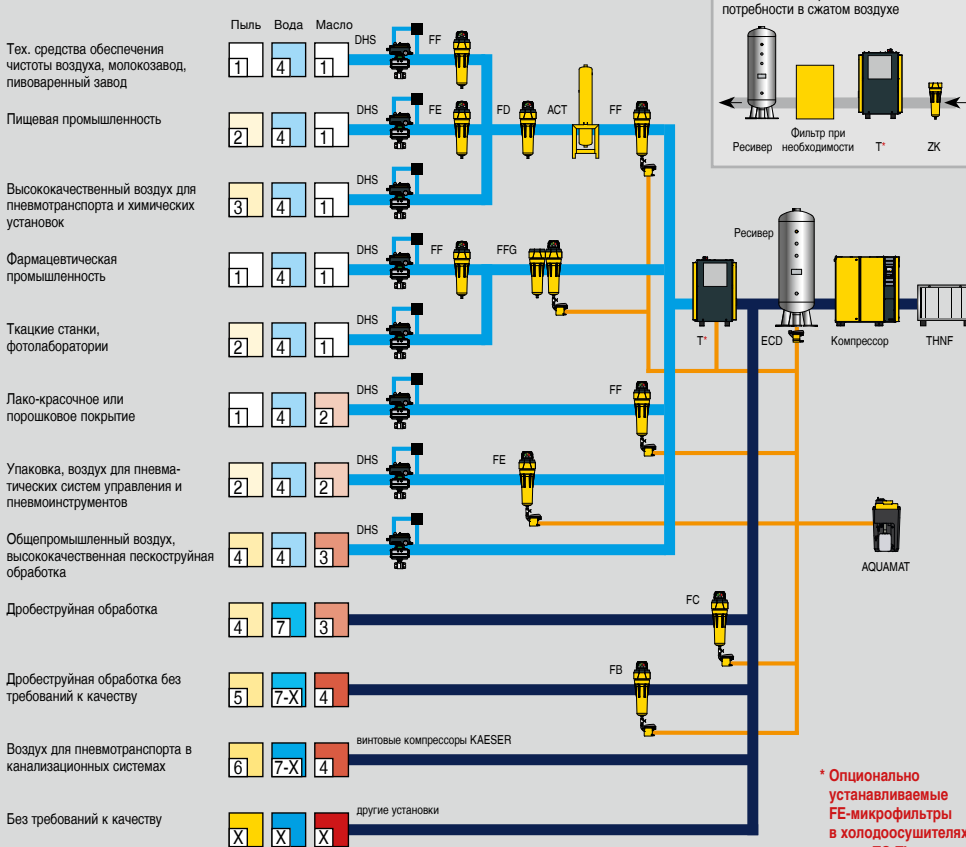 потребности в сжатом воздухе
Ресивер
Фильтр при
необходимости
T*
ZK
Пыль Вода Масло
Тех. средства обеспечения
чистоты воздуха, молокозавод,
пивоваренный завод
1 4 1
DHS FF
Пищевая промышленность
2 4 1
DHS FE FD ACT FF
Высококачественный воздух для
пневмотранспорта и химических
установок
3 4 1
DHS
Фармацевтическая
промышленность
1 4 1
DHS FF FFG
Ресивер
T* ECD Компрессор THNF
Ткацкие станки,
фотолаборатории
2 4 1
DHS
Лако-красочное или
порошковое покрытие
1 4 2
DHS FF
Упаковка, воздух для пневма-
тических систем управления и
пневмоинструментов
2 4 2
DHS FE
AQUAMAT
Общепромышленный воздух,
высококачественная пескоструйная
обработка
4 4 3
DHS
Дробеструйная обработка
4 7 3
FC
Дробеструйная обработка без
требований к качеству
5 7-X 4
FB
Воздух для пневмотранспорта в
канализационных системах
6 7-X 4
винтовые компрессоры KAESER
Без требований к качеству
X X X
другие установки
* Опционально
устанавливаемые
FE-микрофильтры
в холодоосушителях